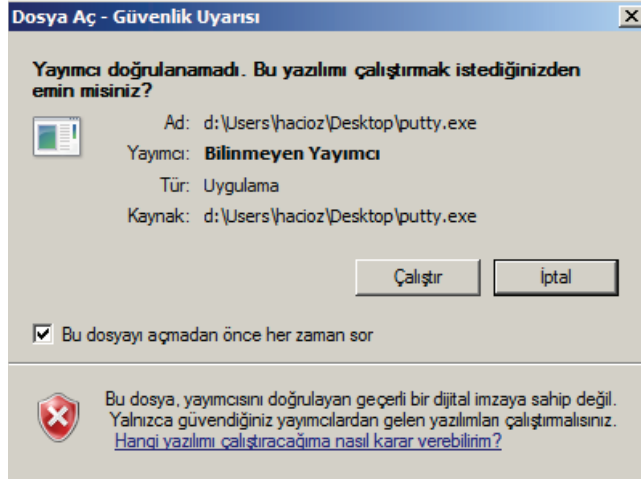 Dosya Aç - Güvenlik Uyarısı
Yayımcı doğrulanamadı. Bu yazılımı çalıştırmak istediğinizden
emin misiniz?
Ad: d:\Users\hacioz\Desktop\putty.exe
Yayımcı: Bilinmeyen Yayımcı
Tür: Uygulama
Kaynak: d:\Users\hacioz\Desktop\putty.exe
Çalıştır İptal
Bu dosyayı açmadan önce her zaman sor
Bu dosya, yayımcısını doğrulayan geçerli bir dijital imzaya sahip değil.
Yalnızca güvendiğiniz yayımcılardan gelen yazılımları çalıştırmalısınız.
Hangi yazılımı çalıştıracağıma nasıl karar verebilirim?